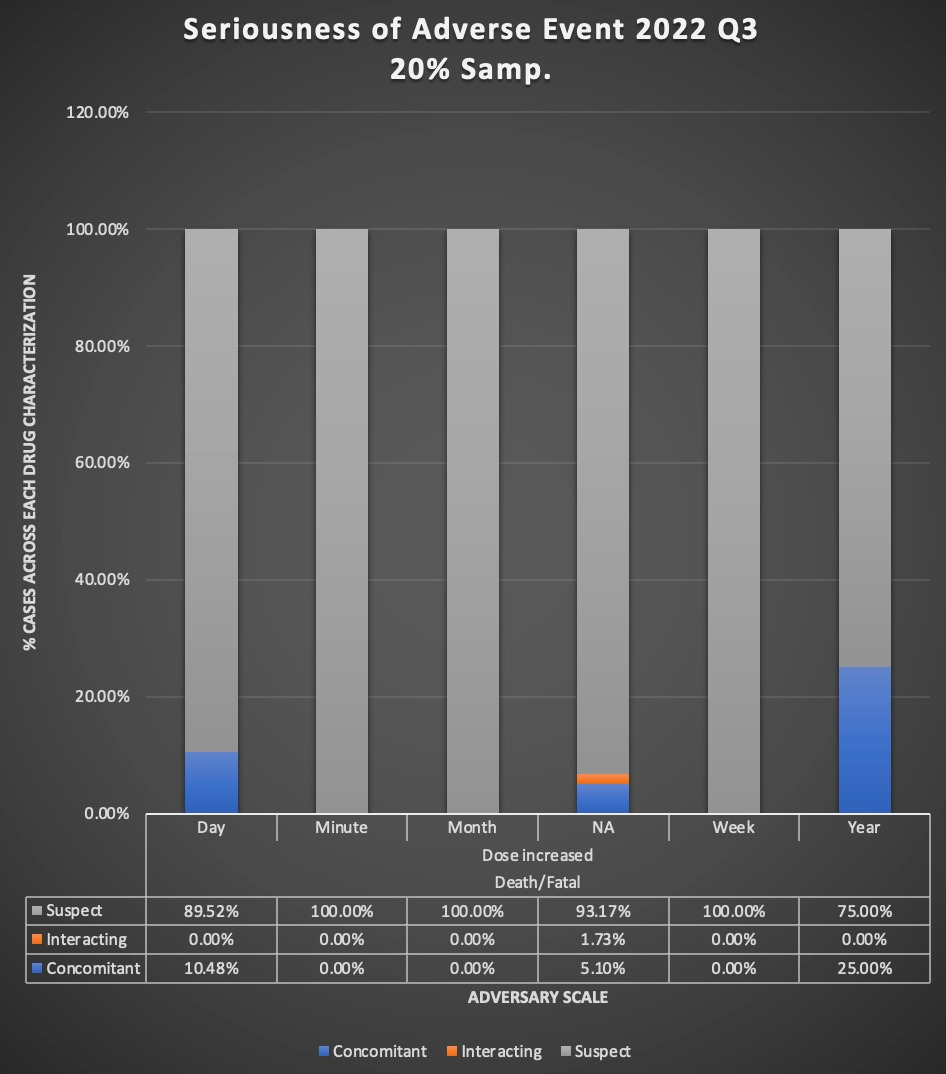 Seriousness of Adverse Event 2022 Q3
20% Samp.
120.00%
100.00%
80.00%
60.00%
40.00%
20.00%
0.00%
% CASES ACROSS EACH DRUG CHARACTERIZATION
Day Minute Month NA Week Year
Dose increased
Death/Fatal
Suspect 89.52% 100.00% 100.00% 93.17% 100.00% 75.00%
Interacting 0.00% 0.00% 0.00% 1.73% 0.00% 0.00%
Concomitant 10.48% 0.00% 0.00% 5.10% 0.00% 25.00%
ADVERSARY SCALE
Concomitant Interacting Suspect